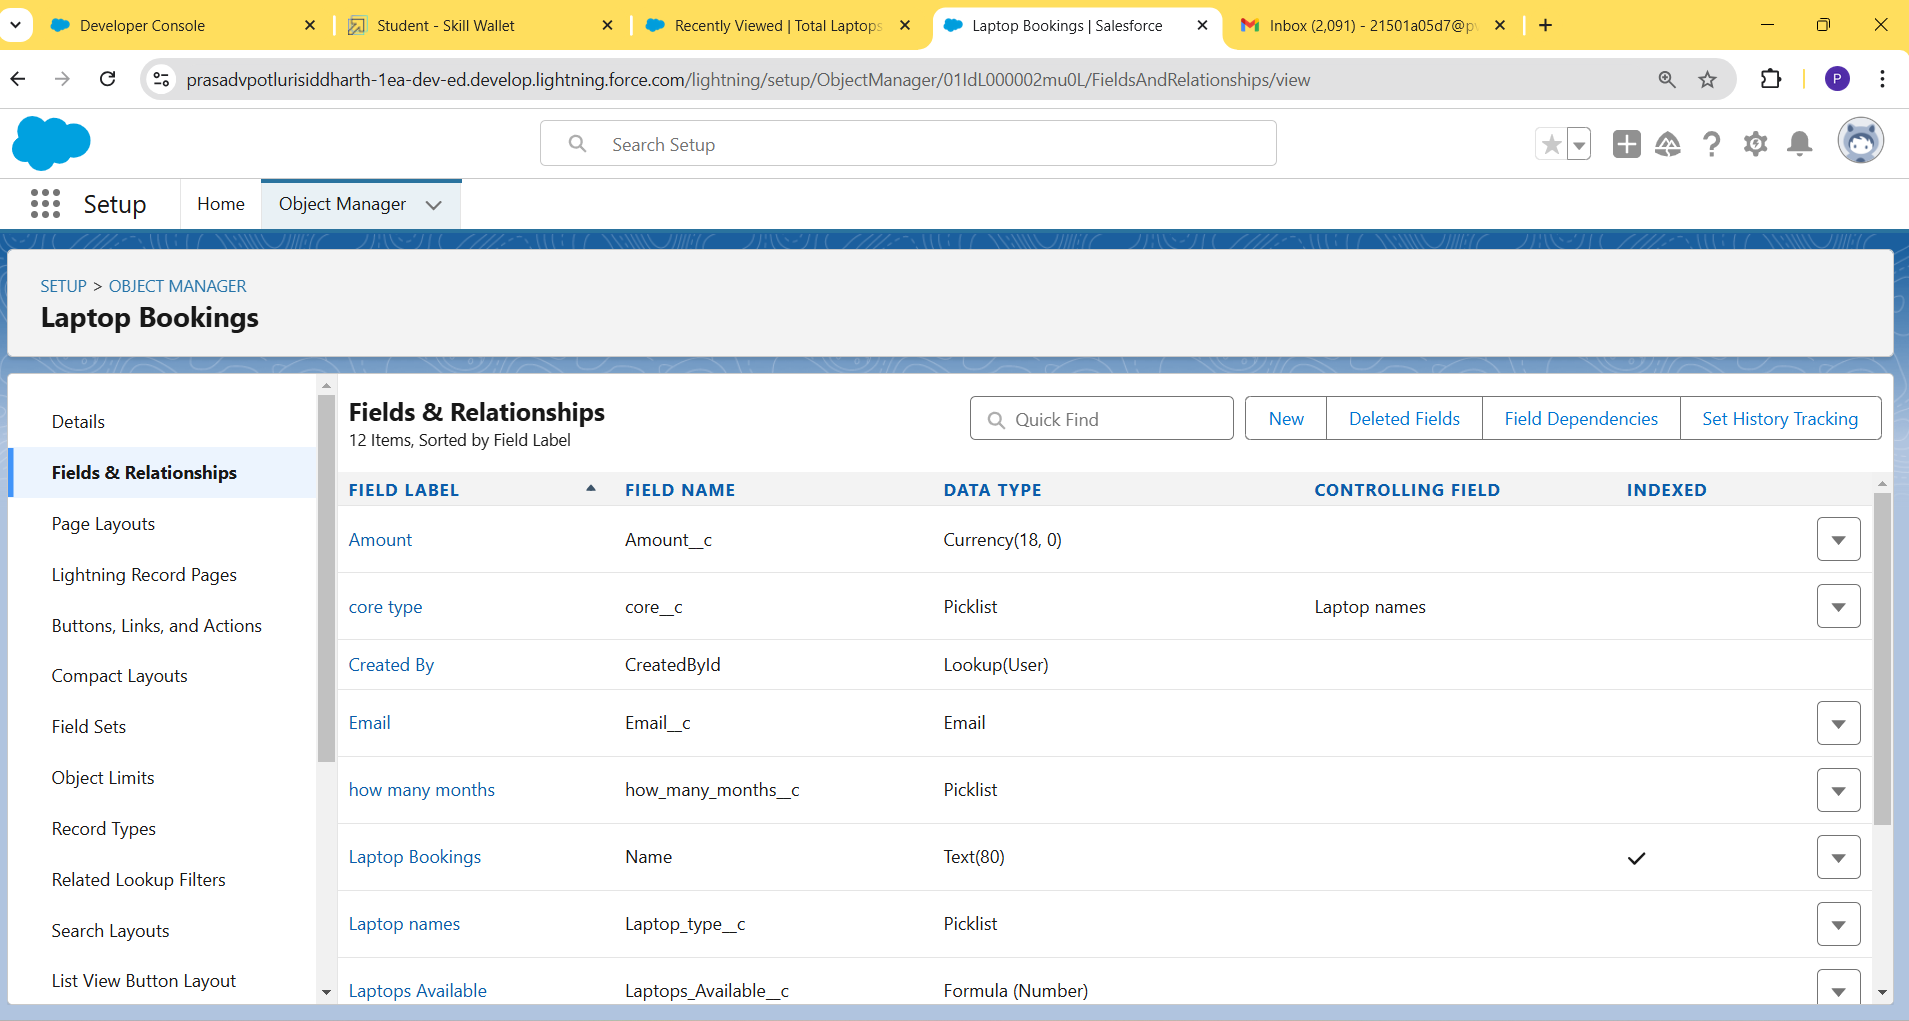 Developer Console
Student - Skill Wallet
Recently Viewed | Total Laptops
Laptop Bookings | Salesforce
Inbox (2,091) - 21501a05d7@pv
prasadvpotlurisiddharth-1ea-dev-ed.develop.lightning.force.com/lightning/setup/ObjectManager/01IdL000002mu0L/FieldsAndRelationships/view
P
Search Setup
Setup
Home
Object Manager
SETUP > OBJECT MANAGER
Laptop Bookings
Details
Fields & Relationships
Page Layouts
Lightning Record Pages
Buttons, Links, and Actions
Compact Layouts
Field Sets
Object Limits
Record Types
Related Lookup Filters
Search Layouts
List View Button Layout
Fields & Relationships
12 Items, Sorted by Field Label
Quick Find
New
Deleted Fields
Field Dependencies
Set History Tracking
FIELD LABEL FIELD NAME DATA TYPE CONTROLLING FIELD INDEXED
Amount Amount__c Currency(18, 0)
core type core__c Picklist Laptop names
Created By CreatedById Lookup(User)
Email Email__c Email
how many months how_many_months__c Picklist
Laptop Bookings Name Text(80)
Laptop names Laptop_type__c Picklist
Laptops Available Laptops_Available__c Formula (Number)